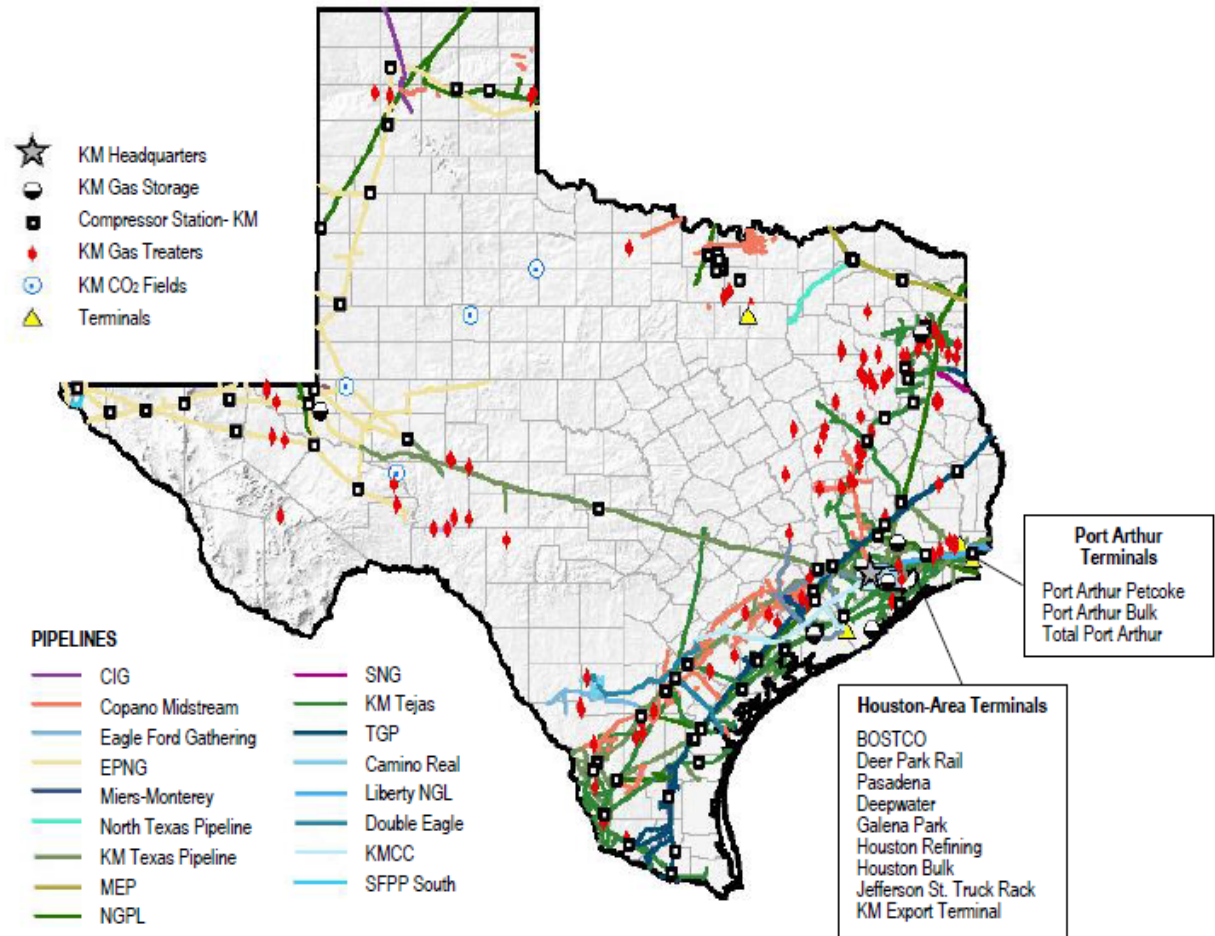 KM Headquarters
KM Gas Storage
Compressor Station- KM
KM Gas Treaters
KM CO₂ Fields
Terminals
PIPELINES
CIG
Copano Midstream
Eagle Ford Gathering
EPNG
Miers-Monterey
North Texas Pipeline
KM Texas Pipeline
MEP
NGPL
SNG
KM Tejas
TGP
Camino Real
Liberty NGL
Double Eagle
KMCC
SFPP South
Port Arthur
Terminals
Port Arthur Petcoke
Port Arthur Bulk
Total Port Arthur
Houston-Area Terminals
BOSTCO
Deer Park Rail
Pasadena
Deepwater
Galena Park
Houston Refining
Houston Bulk
Jefferson St. Truck Rack
KM Export Terminal